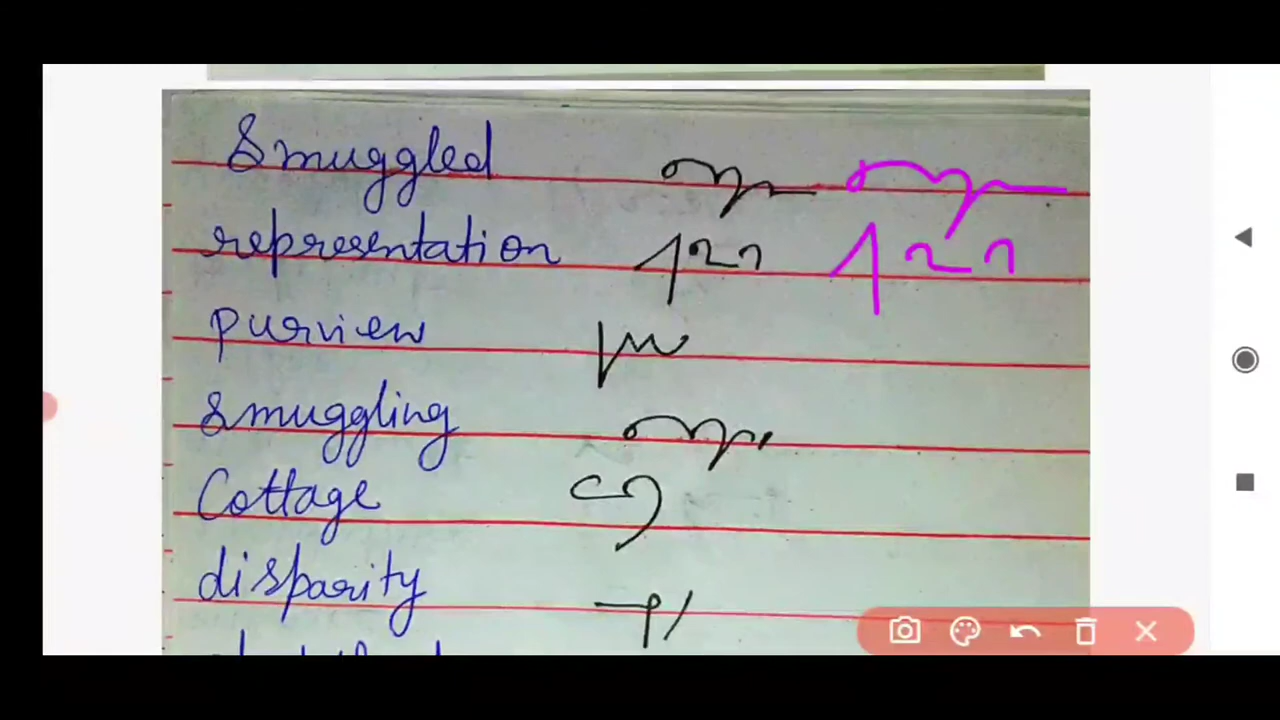 Smuggled
representation
purview
smuggling
Cottage
disparity